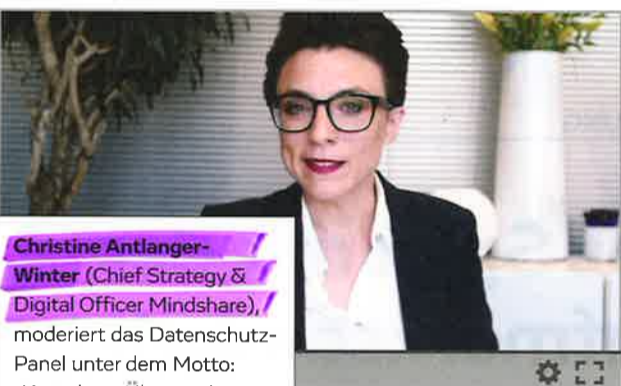 Christine Antlanger-
Winter (Chief Strategy &
Digital Officer Mindshare),
moderiert das Datenschutz-
Panel unter dem Motto: